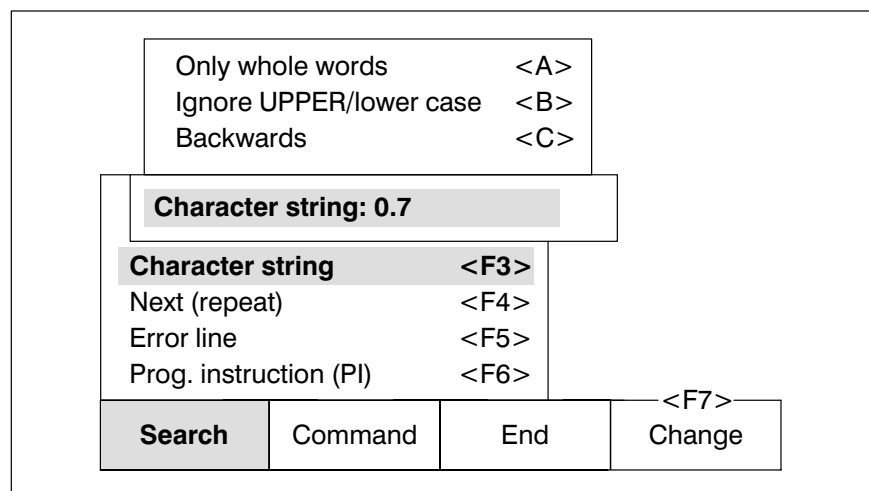 Only whole words <A>
Ignore UPPER/lower case <B>
Backwards <C>
Character string: 0.7
Character string <F3>
Next (repeat) <F4>
Error line <F5>
Prog. instruction (PI) <F6>
<F7>
Search Command End Change